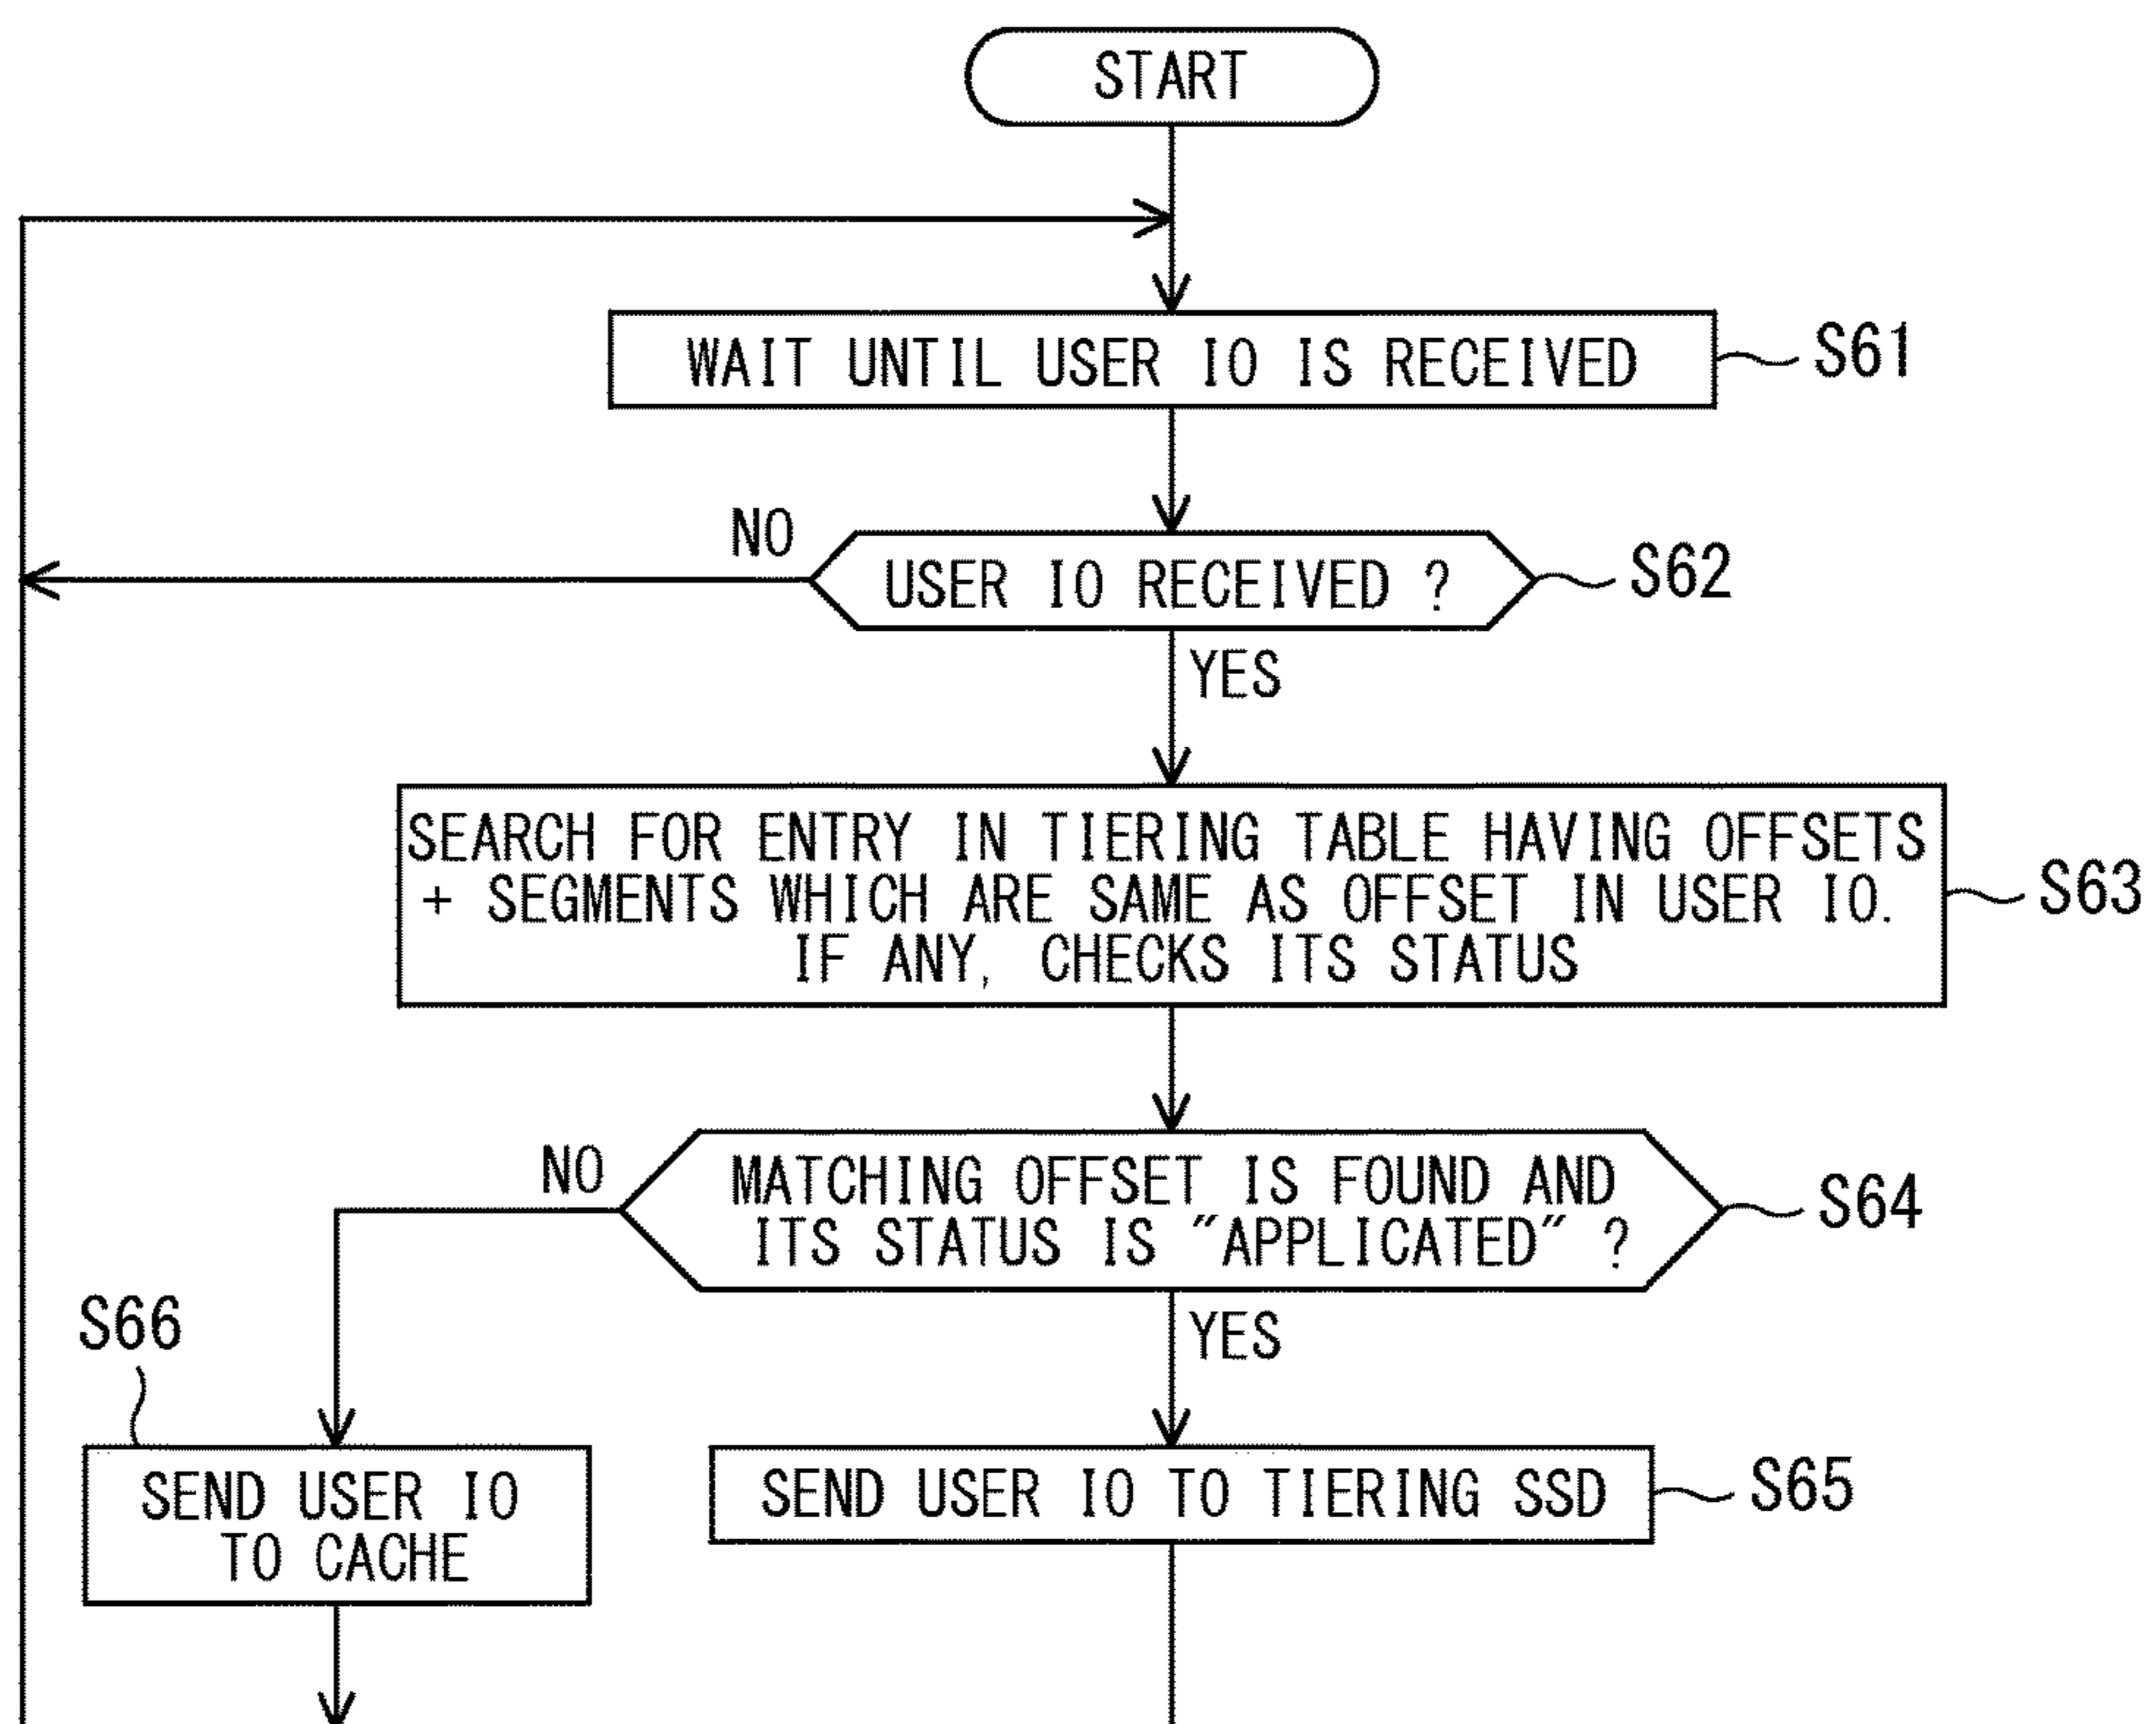 START
WAIT UNTIL USER IO IS RECEIVED
S61
NO
USER IO RECEIVED ?
S62
YES
SEARCH FOR ENTRY IN TIERING TABLE HAVING OFFSETS
+ SEGMENTS WHICH ARE SAME AS OFFSET IN USER IO.
IF ANY, CHECKS ITS STATUS
S63
NO
MATCHING OFFSET IS FOUND AND
ITS STATUS IS "APPLICATED" ?
S64
YES
S66
SEND USER IO
TO CACHE
SEND USER IO TO TIERING SSD
S65